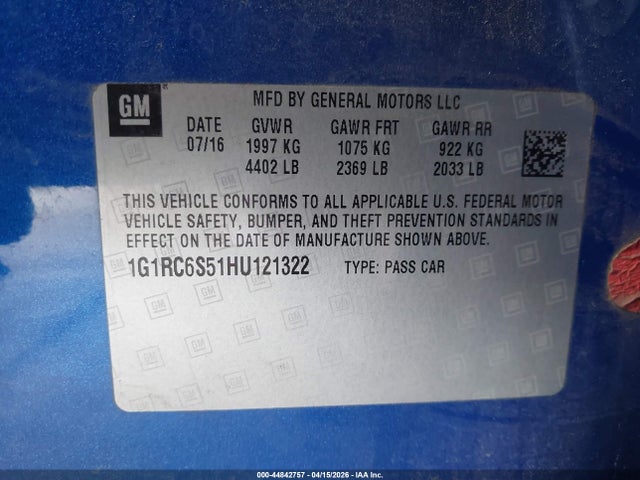 GM
MFD BY GENERAL MOTORS LLC
DATE GVWR GAWR FRT GAWR RR
07/16 1997 KG 1075 KG 922 KG
4402 LB 2369 LB 2033 LB
THIS VEHICLE CONFORMS TO ALL APPLICABLE U.S. FEDERAL MOTOR
VEHICLE SAFETY, BUMPER, AND THEFT PREVENTION STANDARDS IN
EFFECT ON THE DATE OF MANUFACTURE SHOWN ABOVE.
1G1RC6S51HU121322 TYPE: PASS CAR
000-44842757 - 04/15/2026 - IAA Inc.